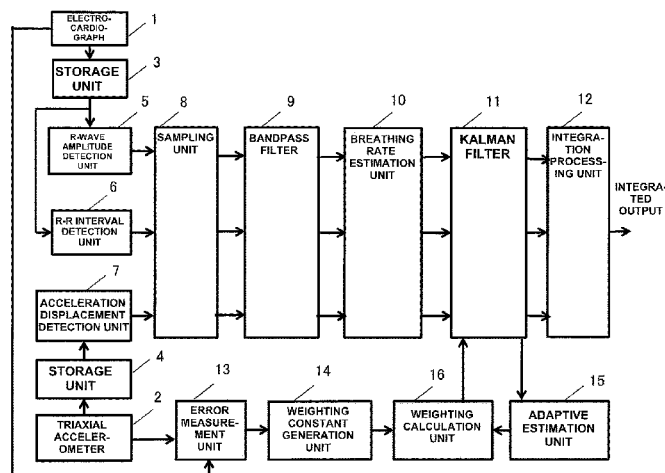 ELECTRO-
CARDIO-
GRAPH
1
STORAGE
UNIT
3
5
8
9
10
11
12
R-WAVE
AMPLITUDE
DETECTION
UNIT
SAMPLING
UNIT
BANDPASS
FILTER
BREATHING
RATE
ESTIMATION
UNIT
KALMAN
FILTER
INTEGRATION
PROCESS-
ING UNIT
INTEGRA-
TED
OUTPUT
6
R-R INTERVAL
DETECTION
UNIT
7
ACCELERATION
DISPLACEMENT
DETECTION UNIT
4
STORAGE
UNIT
2
TRIAXIAL
ACCELER-
OMETER
13
14
16
15
ERROR
MEASURE-
MENT
UNIT
WEIGHTING
CONSTANT
GENERATION
UNIT
WEIGHTING
CALCULATION
UNIT
ADAPTIVE
ESTIMATION
UNIT